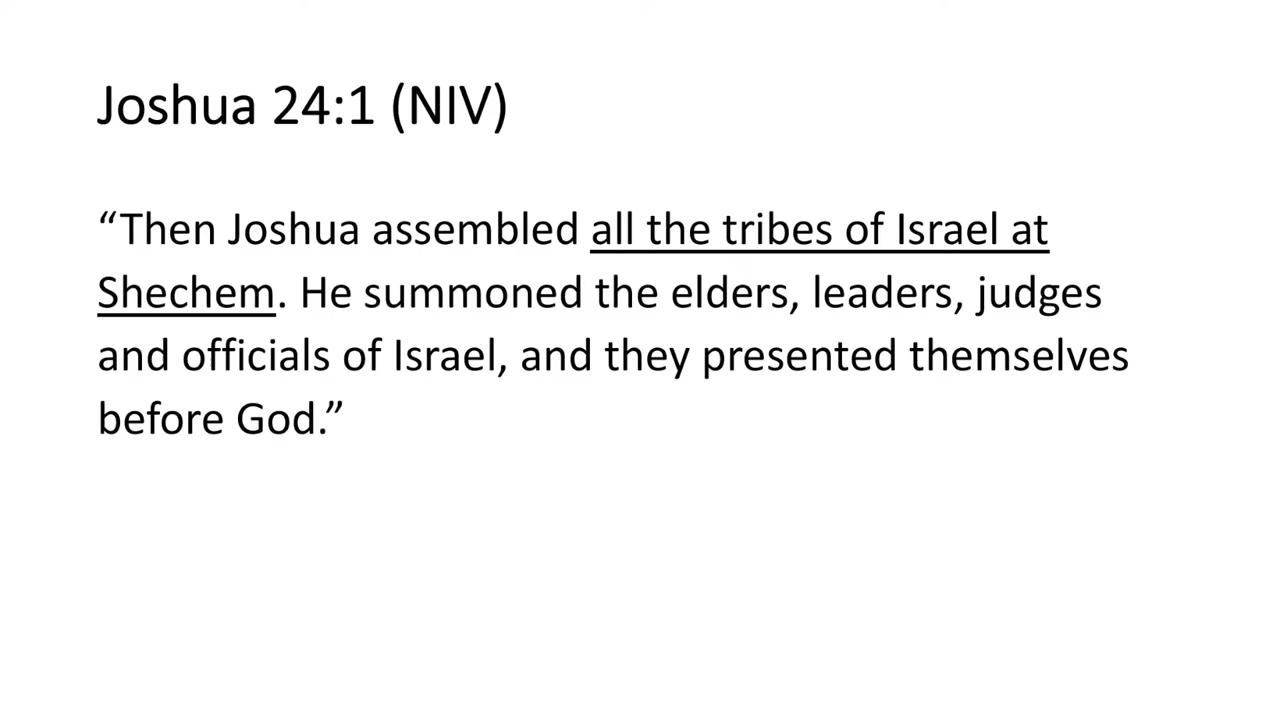 Joshua 24:1 (NIV)
“Then Joshua assembled all the tribes of Israel at
Shechem. He summoned the elders, leaders, judges
and officials of Israel, and they presented themselves
before God.”